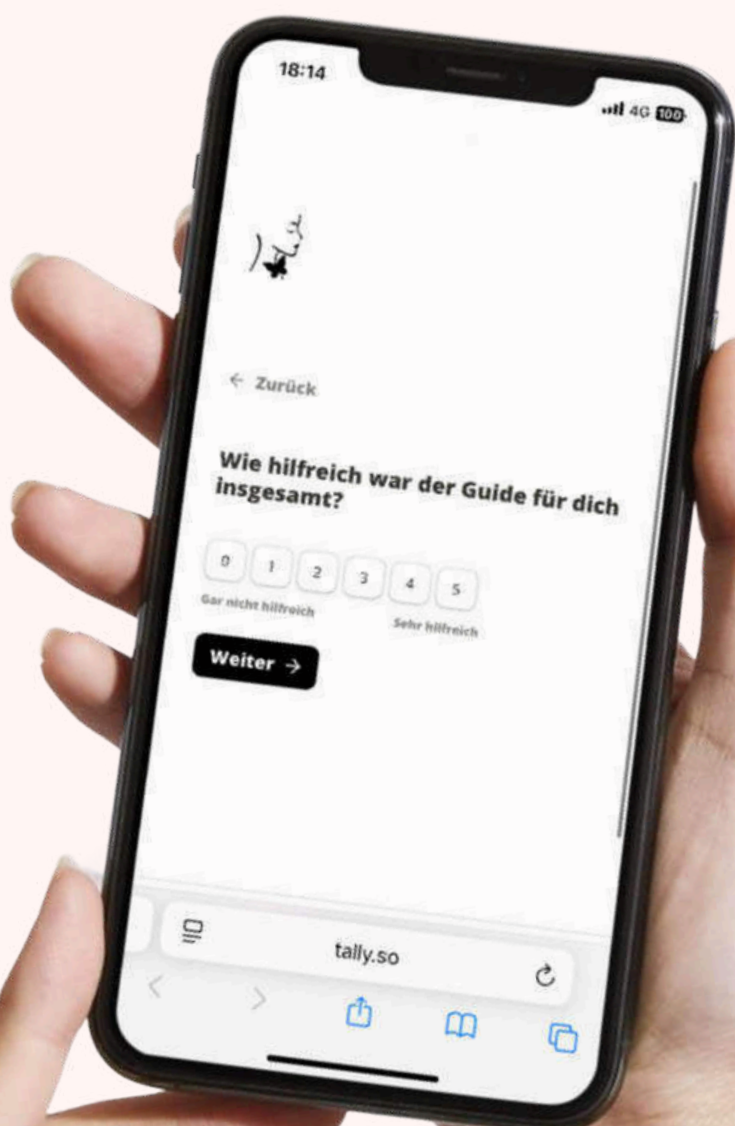 18:14
4G 100
← Zurück
Wie hilfreich war der Guide für dich
insgesamt?
0 1 2 3 4 5
Gar nicht hilfreich Sehr hilfreich
Weiter →
tally.so